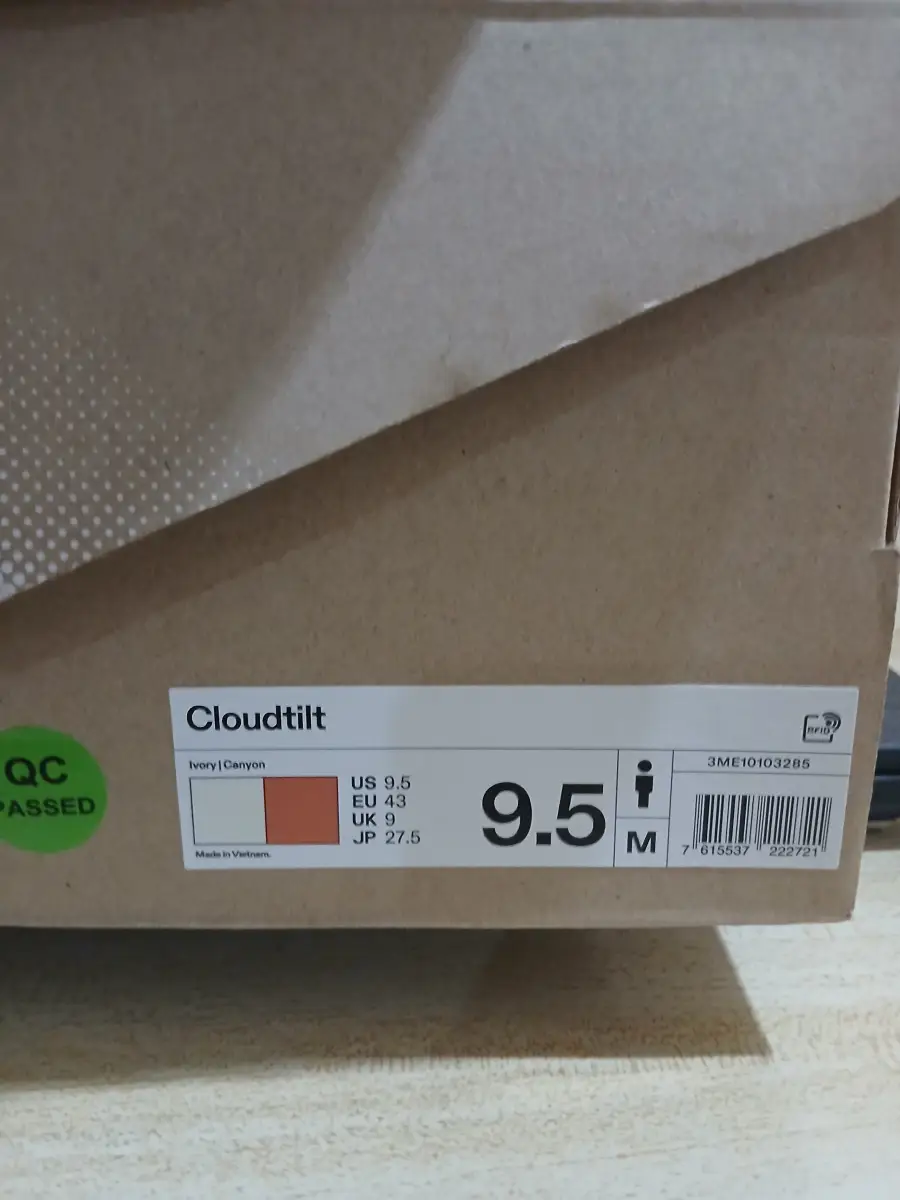 Cloudtilt
RFID
Ivory | Canyon
US 9.5
EU 43
UK 9
JP 27.5
Made in Vietnam.
9.5
M
3ME10103285
7 615537 222721
QC
PASSED